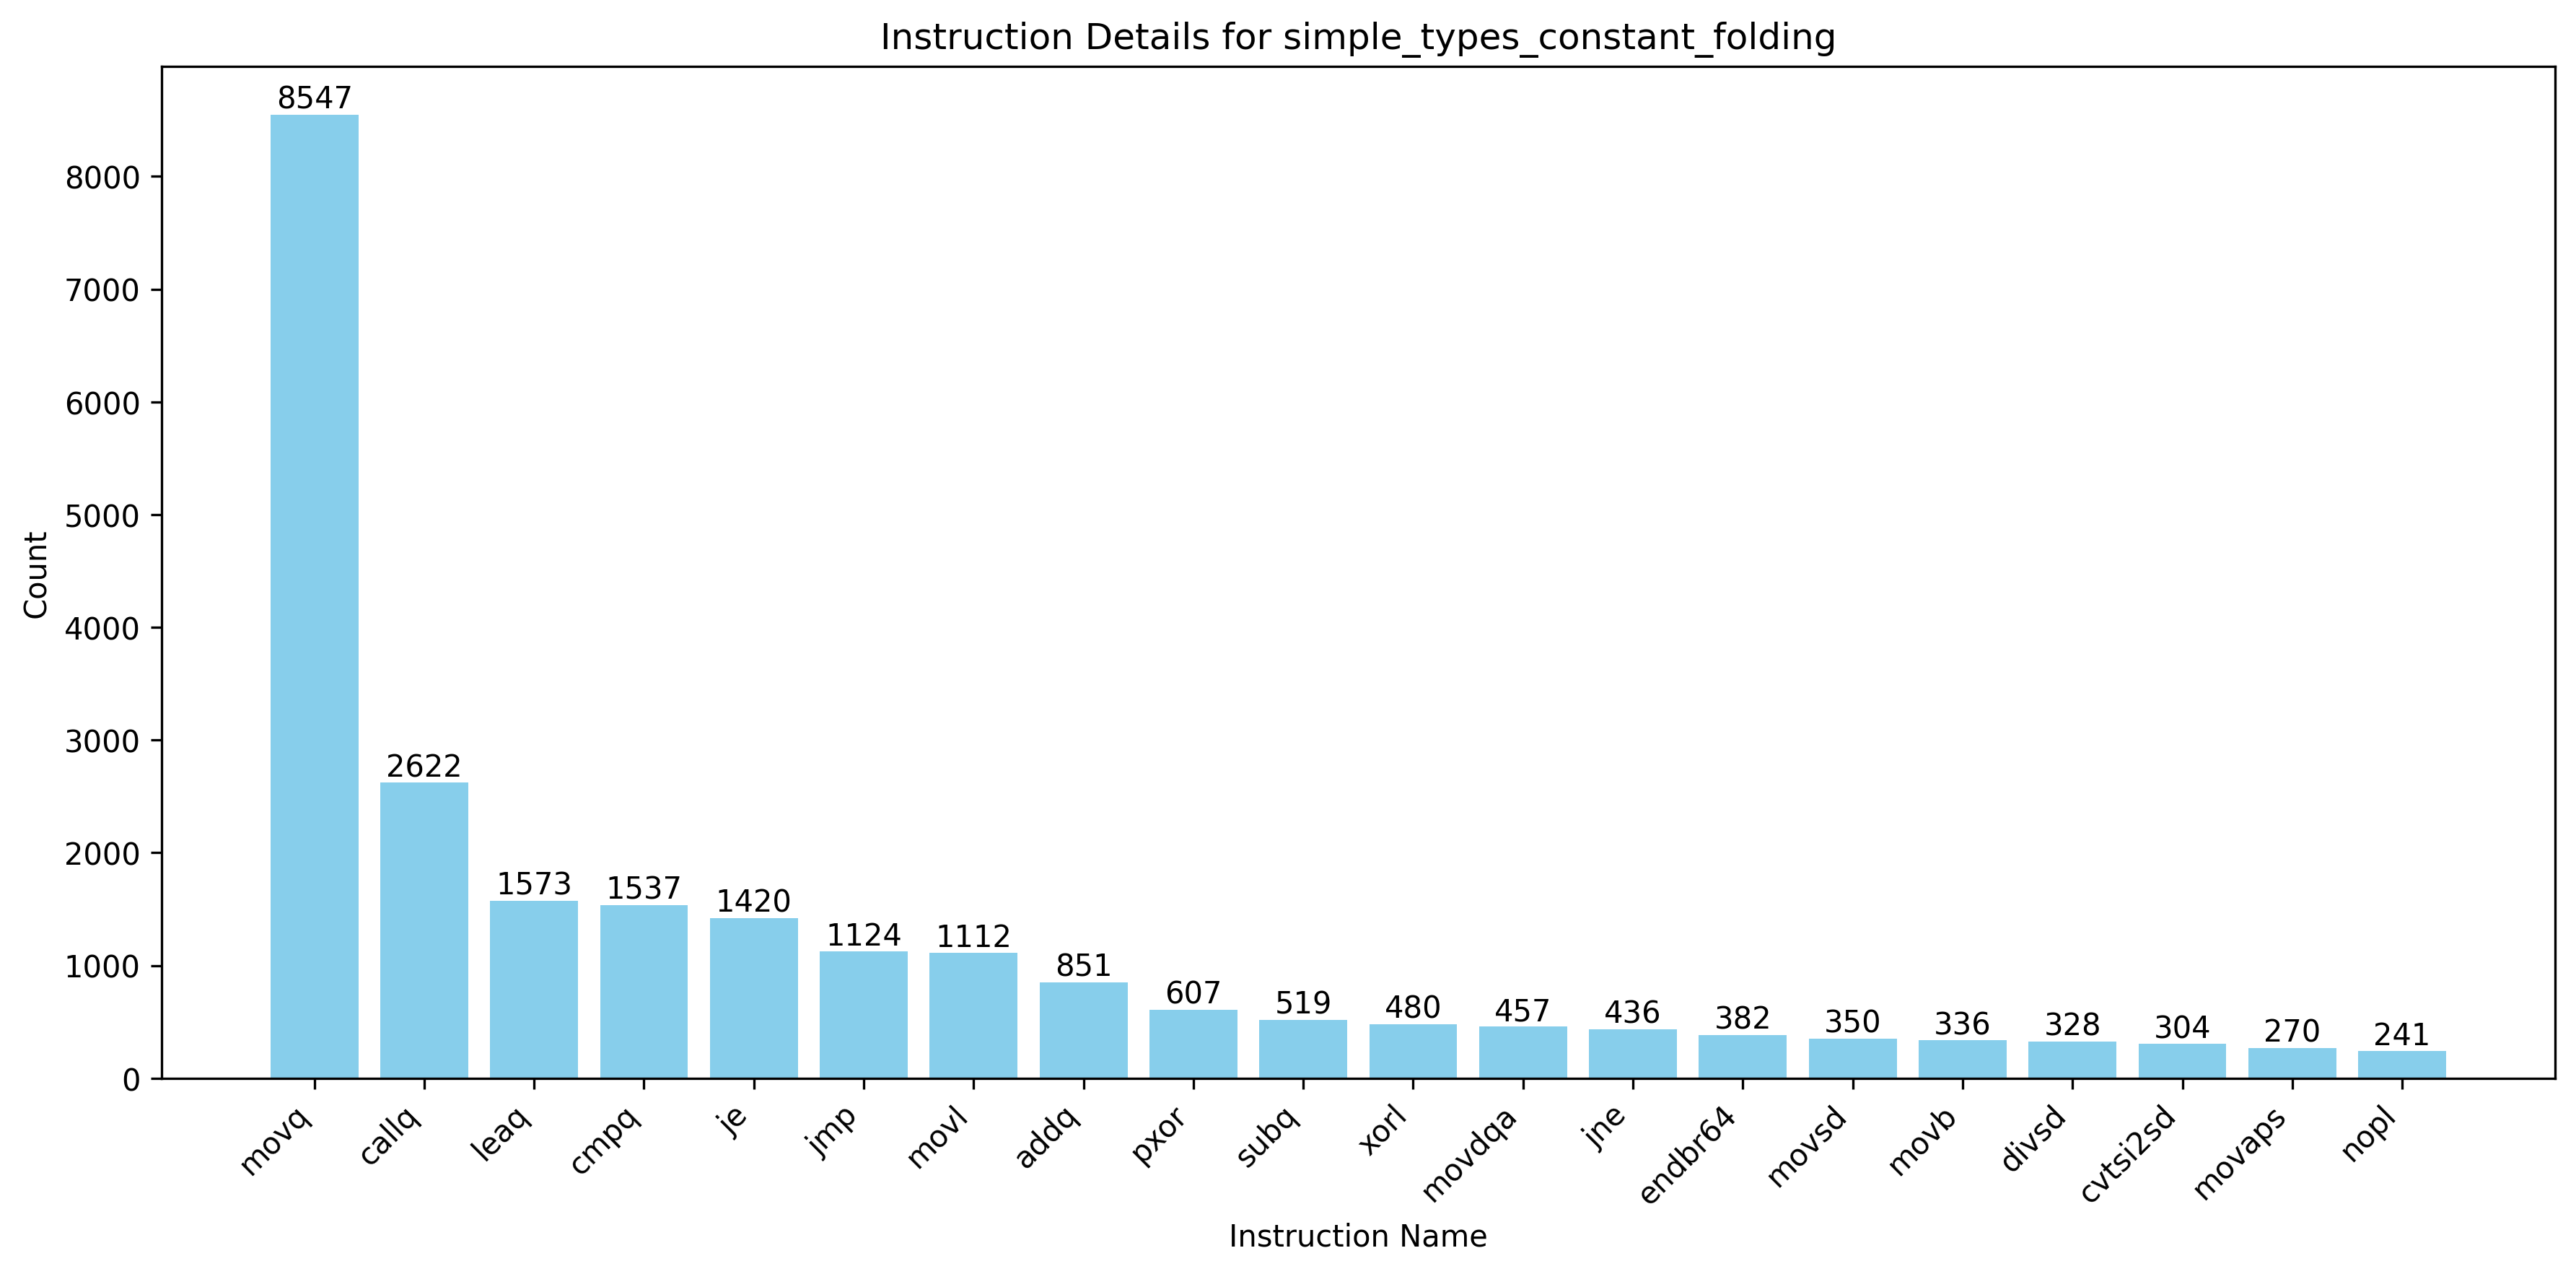 Instruction Details for simple_types_constant_folding
Count
8000
7000
6000
5000
4000
3000
2000
1000
0
8547
2622
1573
1537
1420
1124
1112
851
607
519
480
457
436
382
350
336
328
304
270
241
movq
callq
leaq
cmpq
je
jmp
movl
addq
pxor
subq
xorl
movdqa
jne
endbr64
movsd
movb
divsd
cvtsi2sd
movaps
nopl
Instruction Name